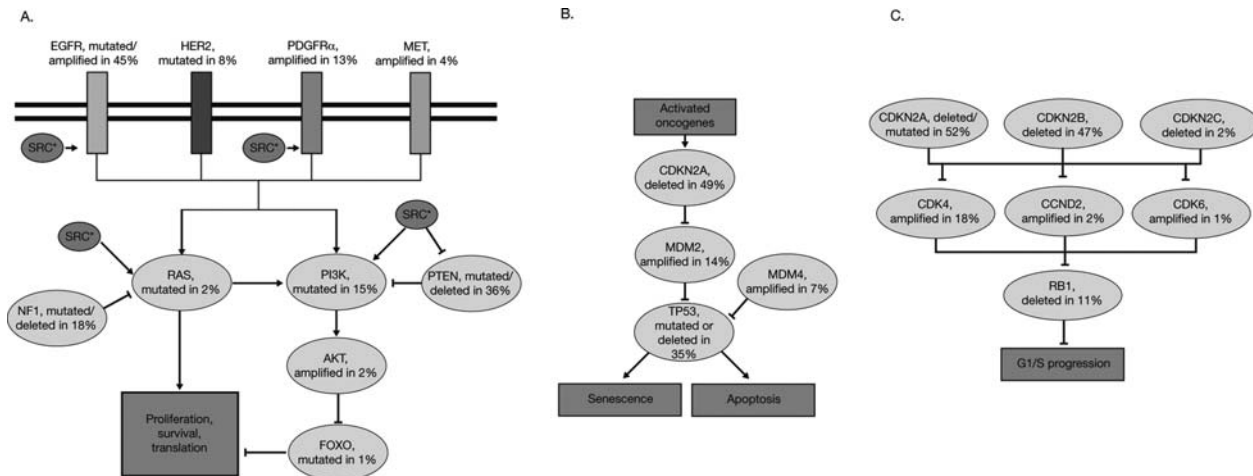 A.
EGFR, mutated/
amplified in 45%
HER2,
mutated in 8%
PDGFRα,
amplified in 13%
MET,
amplified in 4%
SRC*
SRC*
SRC*
SRC*
RAS,
mutated in 2%
PI3K,
mutated in 15%
PTEN, mutated/
deleted in 36%
NF1, mutated/
deleted in 18%
AKT,
amplified in 2%
Proliferation,
survival,
translation
FOXO,
mutated in 1%
B.
Activated
oncogenes
CDKN2A,
deleted in 49%
MDM2,
amplified in 14%
MDM4,
amplified in 7%
TP53,
mutated or
deleted in
35%
Senescence
Apoptosis
C.
CDKN2A, deleted/
mutated in 52%
CDKN2B,
deleted in 47%
CDKN2C,
deleted in 2%
CDK4,
amplified in 18%
CCND2,
amplified in 2%
CDK6,
amplified in 1%
RB1,
deleted in 11%
G1/S progression